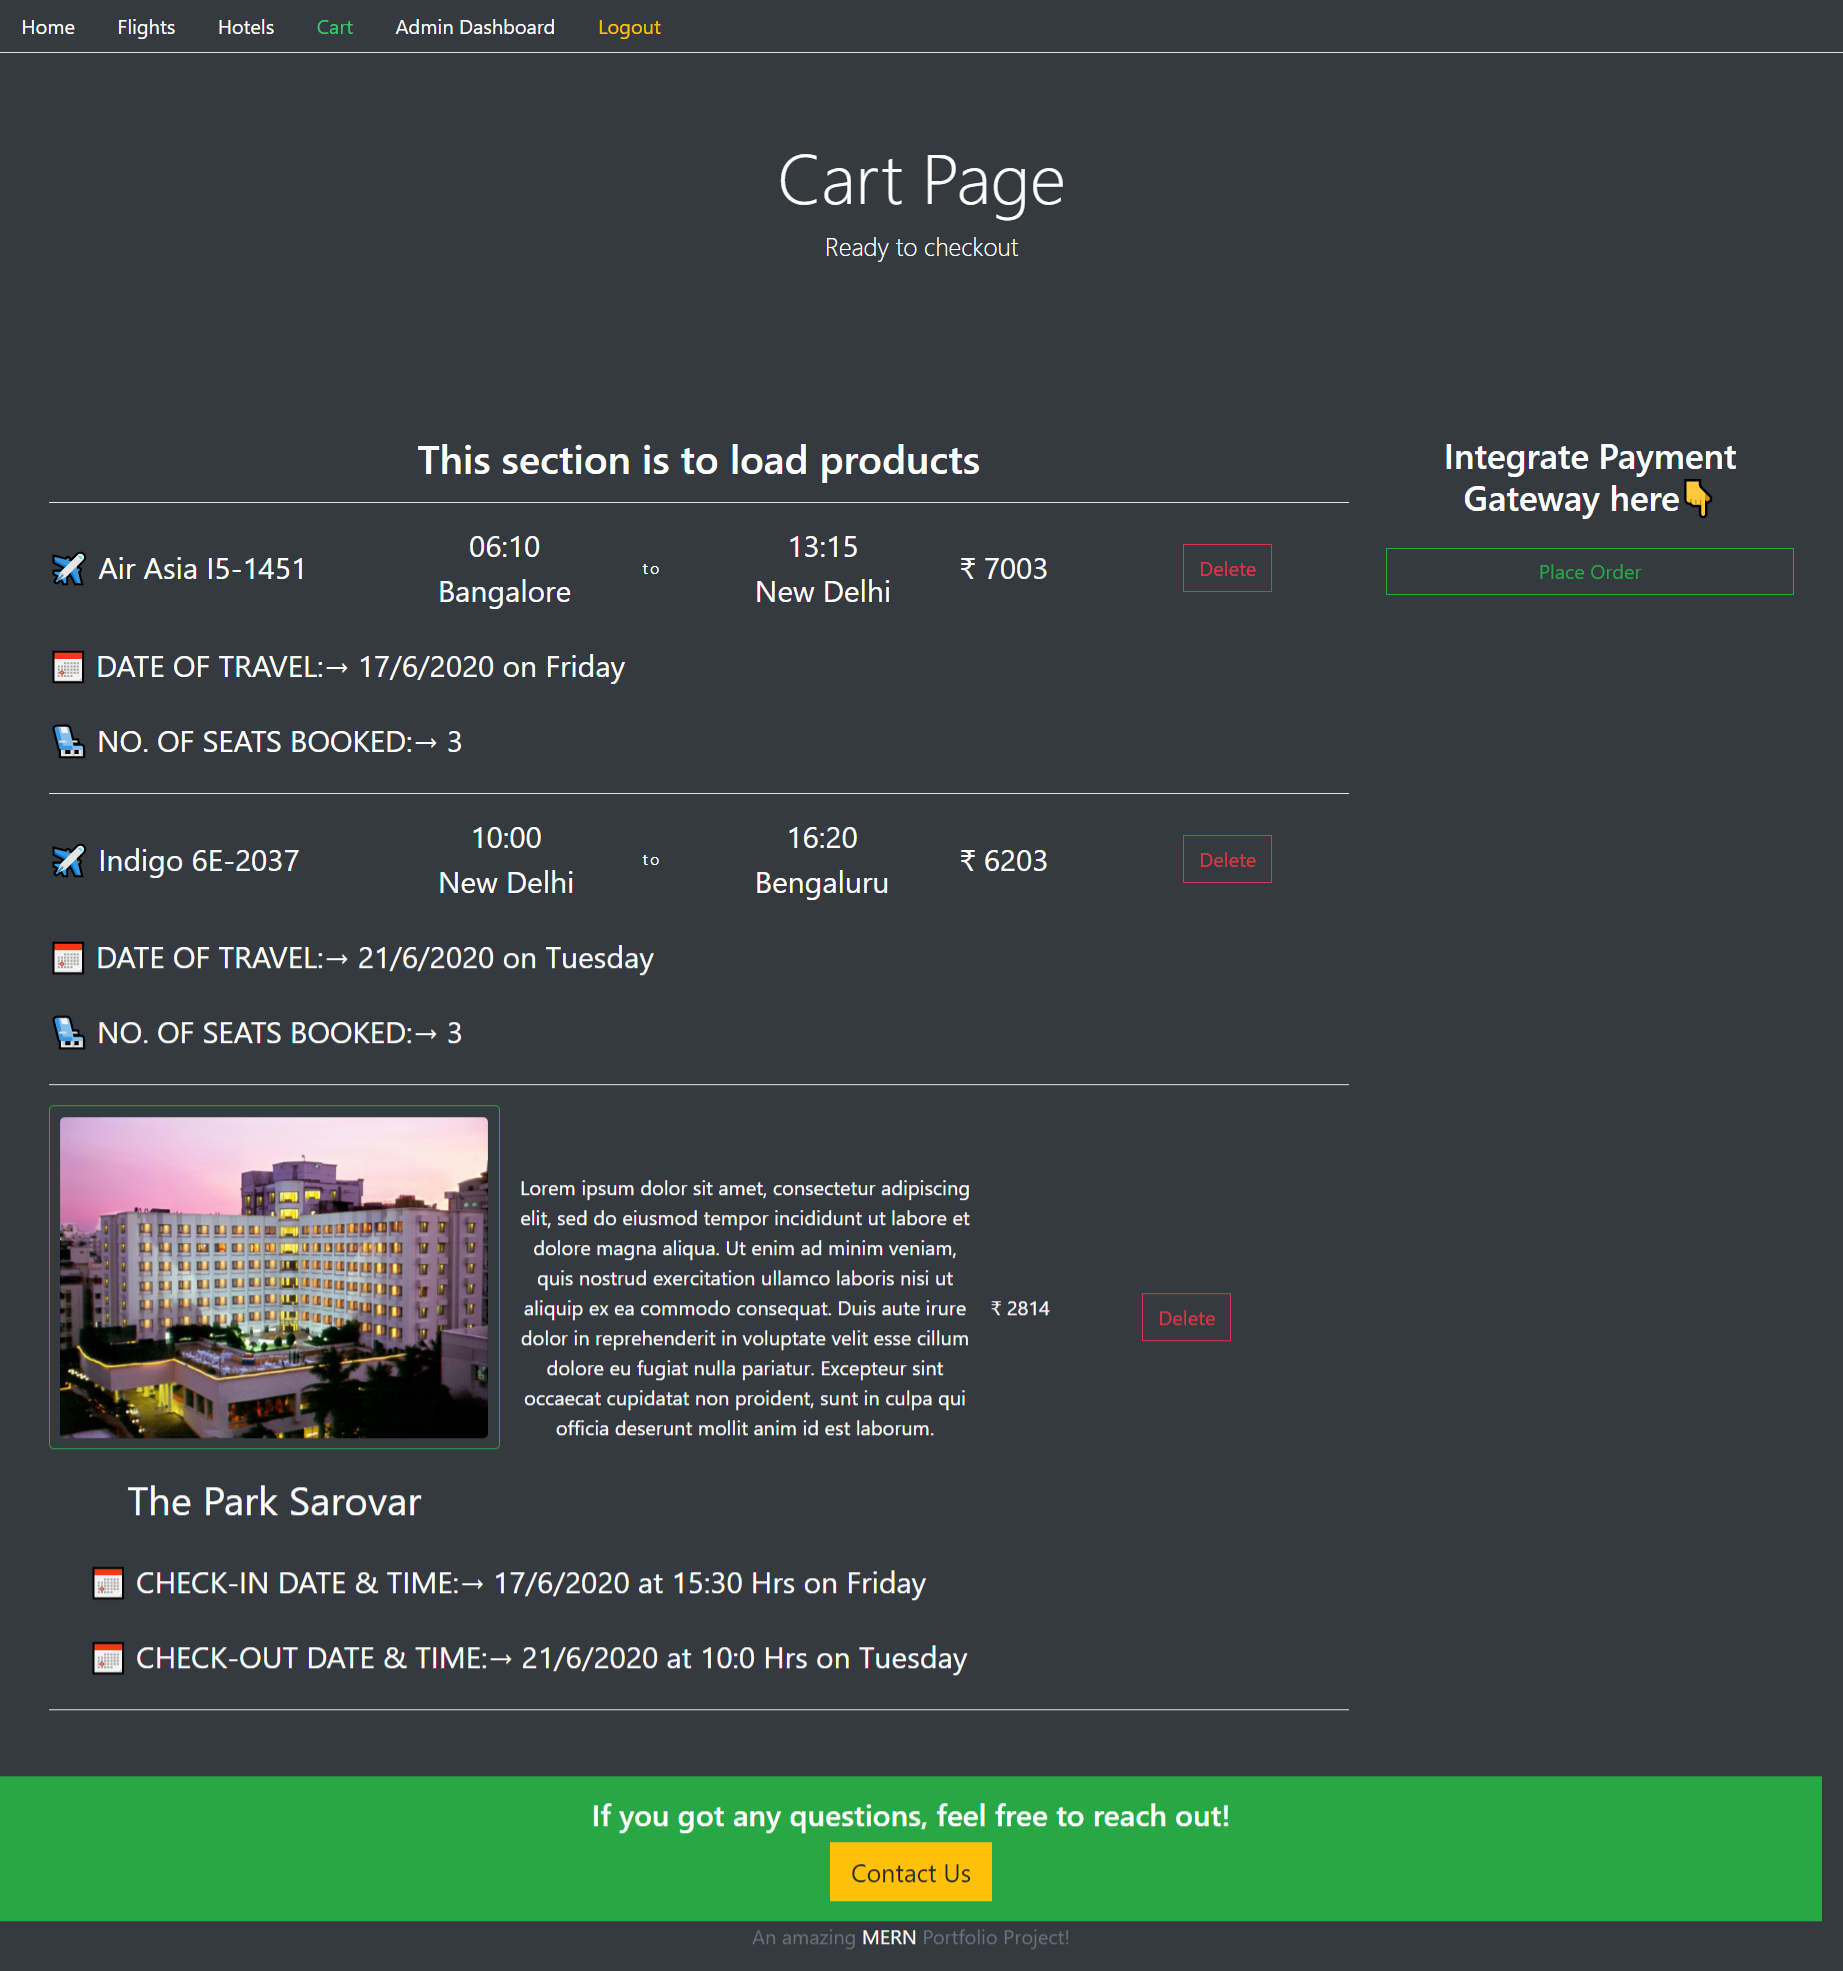 Home Flights Hotels Cart Admin Dashboard Logout
Cart Page
Ready to checkout
This section is to load products
Air Asia I5-1451
06:10
Bangalore
to
13:15
New Delhi
₹ 7003
Delete
DATE OF TRAVEL:→ 17/6/2020 on Friday
NO. OF SEATS BOOKED:→ 3
Indigo 6E-2037
10:00
New Delhi
to
16:20
Bengaluru
₹ 6203
Delete
DATE OF TRAVEL:→ 21/6/2020 on Tuesday
NO. OF SEATS BOOKED:→ 3
Lorem ipsum dolor sit amet, consectetur adipiscing
elit, sed do eiusmod tempor incididunt ut labore et
dolore magna aliqua. Ut enim ad minim veniam,
quis nostrud exercitation ullamco laboris nisi ut
aliquip ex ea commodo consequat. Duis aute irure
dolor in reprehenderit in voluptate velit esse cillum
dolore eu fugiat nulla pariatur. Excepteur sint
occaecat cupidatat non proident, sunt in culpa qui
officia deserunt mollit anim id est laborum.
₹ 2814
Delete
The Park Sarovar
CHECK-IN DATE & TIME:→ 17/6/2020 at 15:30 Hrs on Friday
CHECK-OUT DATE & TIME:→ 21/6/2020 at 10:0 Hrs on Tuesday
Integrate Payment
Gateway here👇
Place Order
If you got any questions, feel free to reach out!
Contact Us
An amazing MERN Portfolio Project!